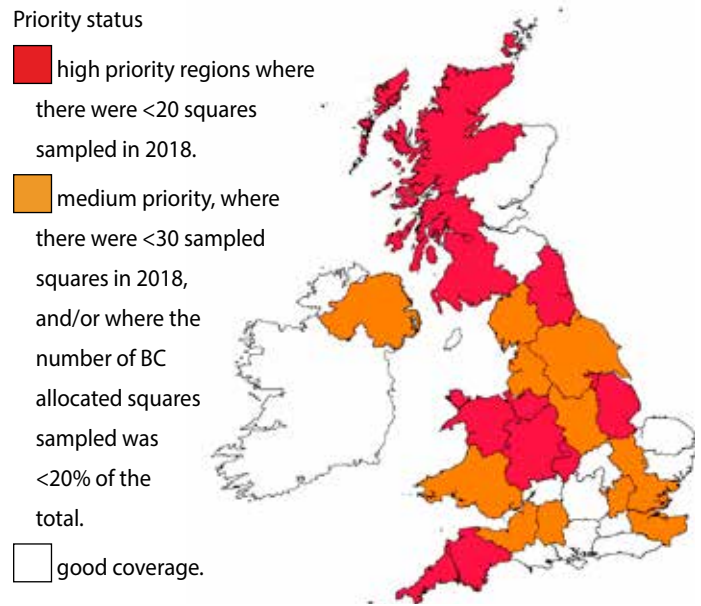 Priority status
high priority regions where
there were <20 squares
sampled in 2018.
medium priority, where
there were <30 sampled
squares in 2018,
and/or where the
number of BC
allocated squares
sampled was
<20% of the
total.
good coverage.